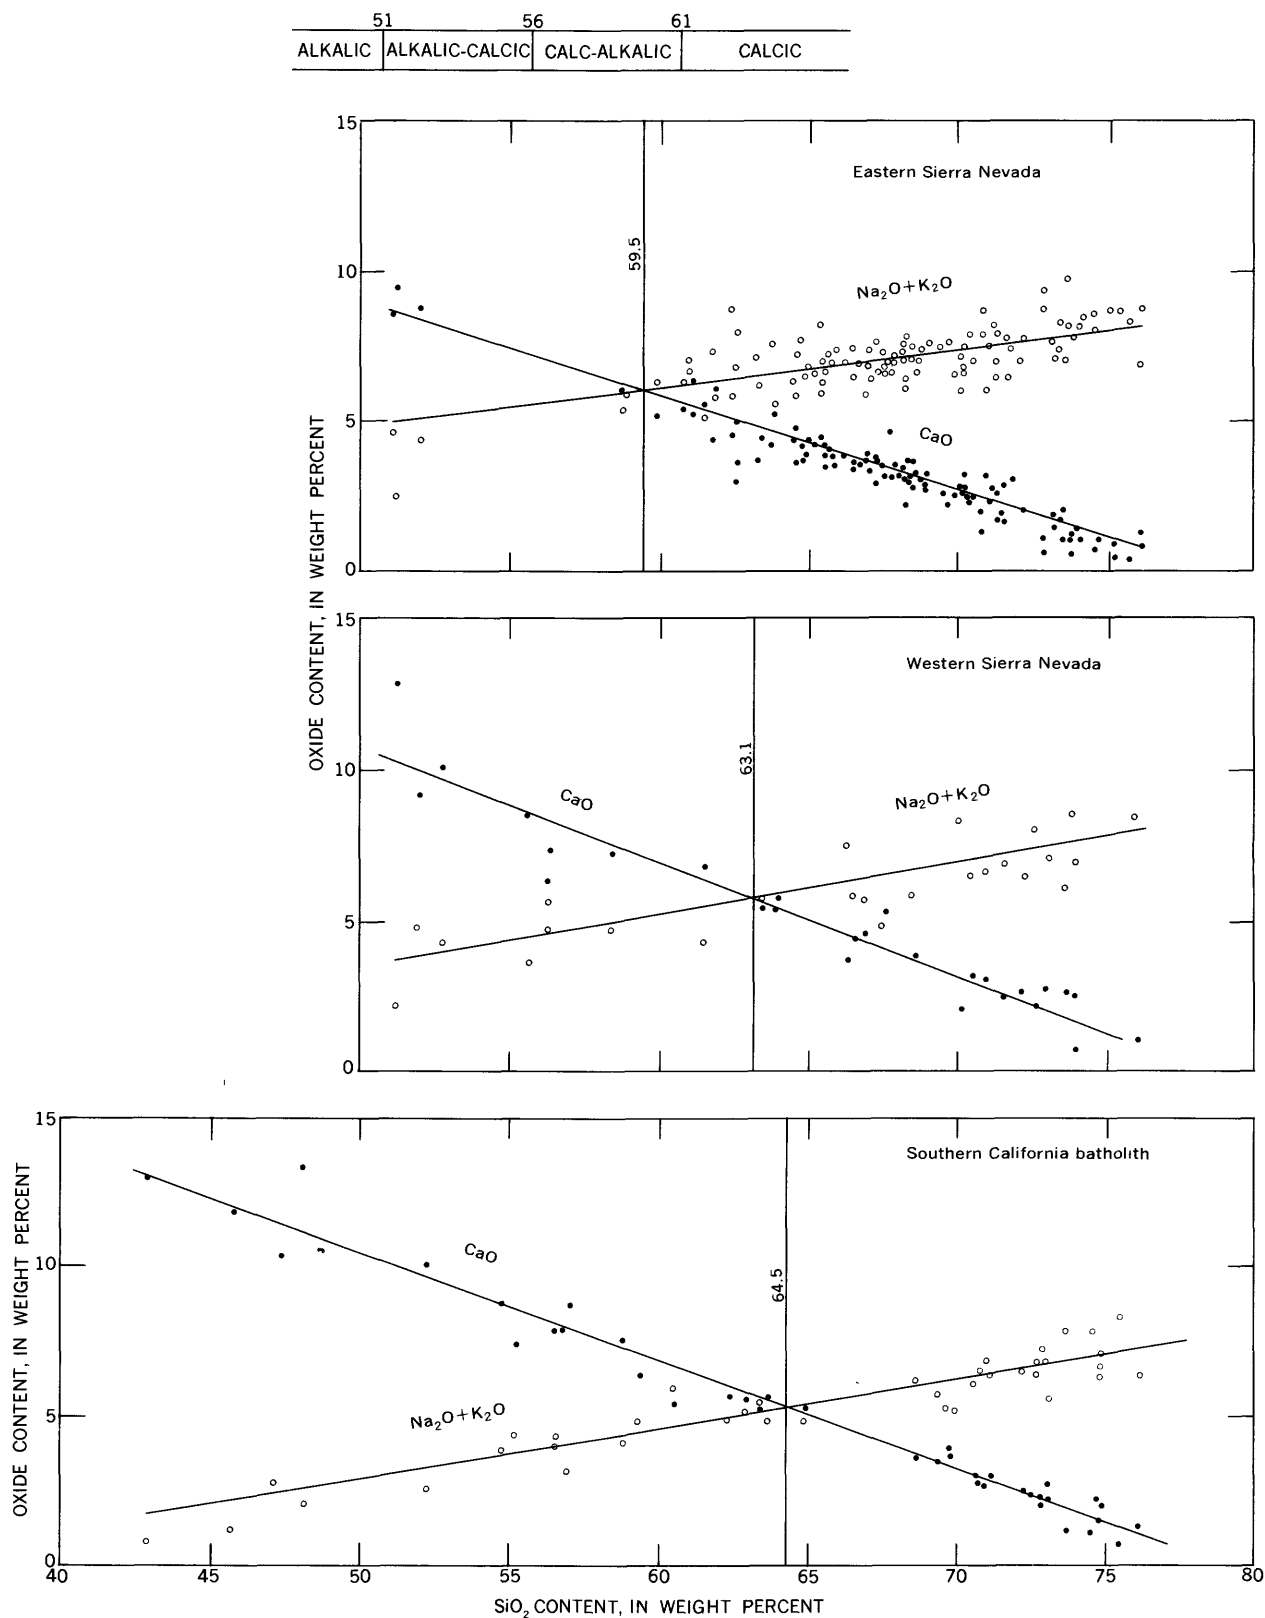 51 56 61
ALKALIC ALKALIC-CALCIC CALC-ALKALIC CALCIC
15
Eastern Sierra Nevada
59.5
10
Na₂O+K₂O
CaO
5
0
OXIDE CONTENT, IN WEIGHT PERCENT
15
Western Sierra Nevada
63.1
10
CaO
Na₂O+K₂O
5
0
15
Southern California batholith
CaO
64.5
10
OXIDE CONTENT, IN WEIGHT PERCENT
Na₂O+K₂O
5
0
40 45 50 55 60 65 70 75 80
SiO₂ CONTENT, IN WEIGHT PERCENT